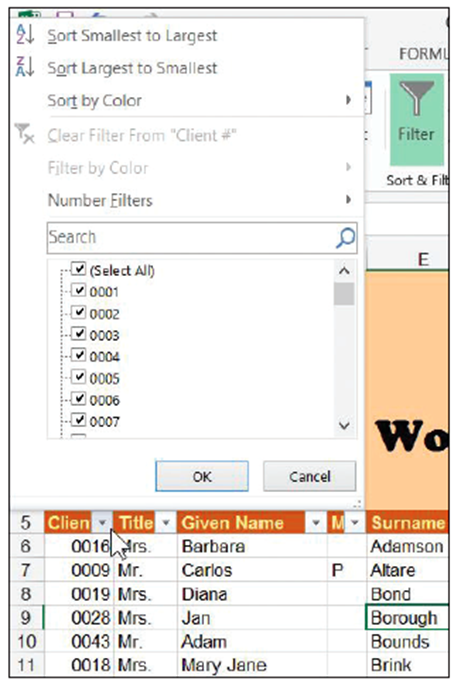 Sort Smallest to Largest
Sort Largest to Smallest
Sort by Color
Clear Filter From "Client #"
Filter by Color
Number Filters
Search
(Select All)
0001
0002
0003
0004
0005
0006
0007
OK
Cancel
Filter
Sort &
E
Wo
5 Clien Title Given Name M Surname
6 0016 Mrs. Barbara Adamson
7 0009 Mr. Carlos P Altare
8 0019 Mrs. Diana Bond
9 0028 Mrs. Jan Borough
10 0043 Mr. Adam Bounds
11 0018 Mrs. Mary Jane Brink